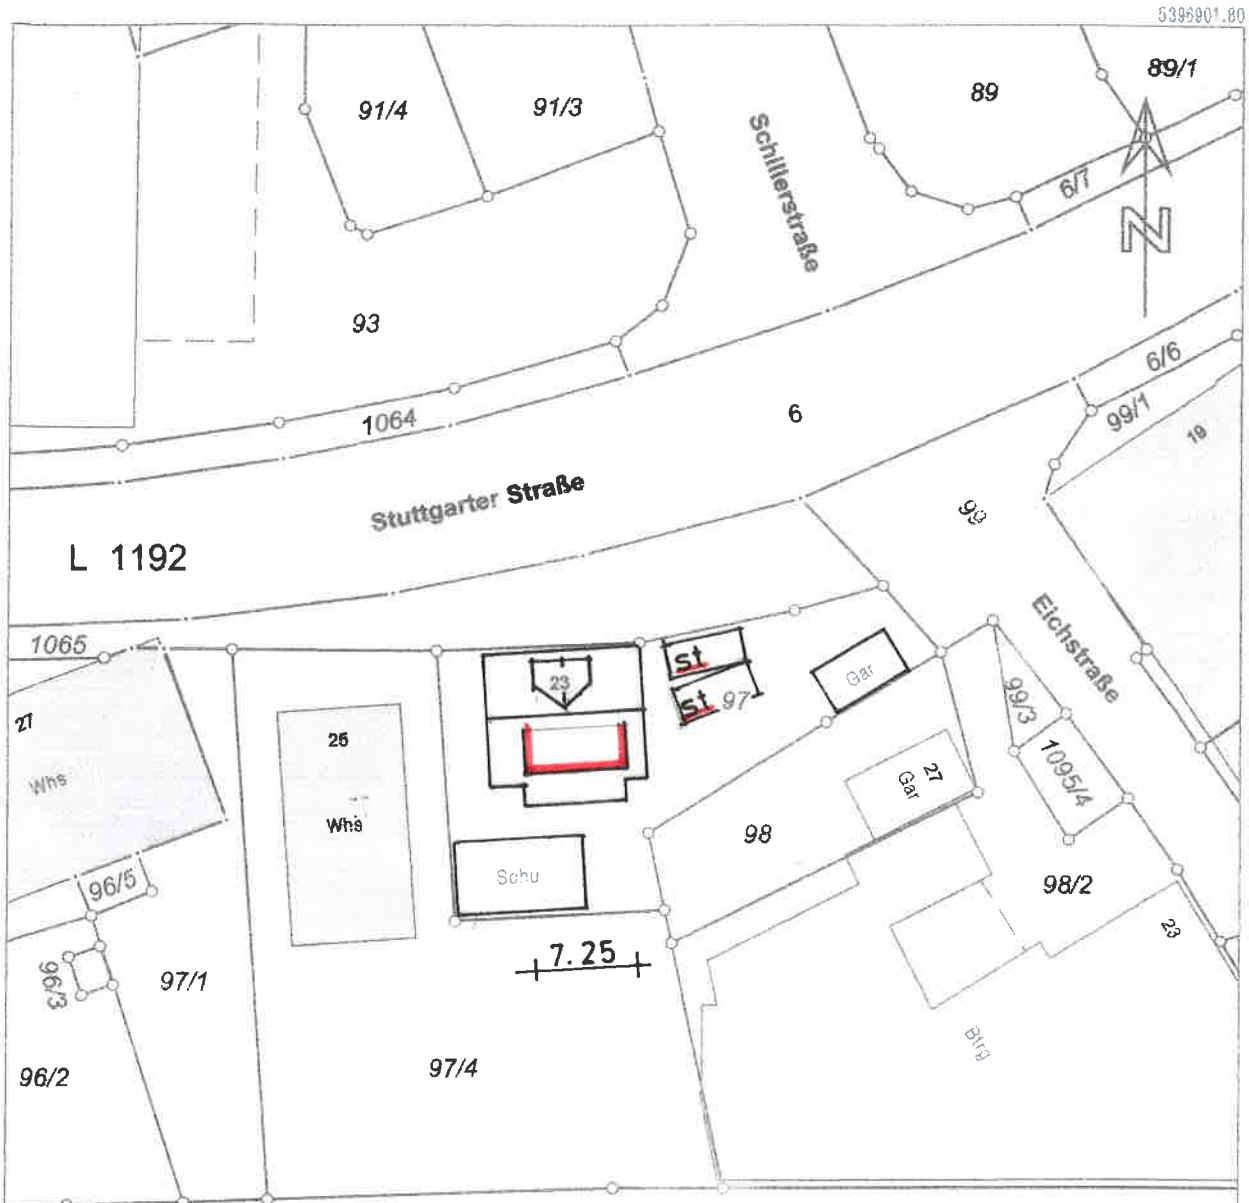 5396901.80
89/1
89
91/4
91/3
Schillerstraße
6/7
N
93
6/6
1064
6
99/1
19
Stuttgarter Straße
99
L 1192
1065
Eichstraße
st
23
Gar
99/3
st
97
27
25
Whs
1095/4
27
Gar
Whs
98
Schu
96/5
98/2
23
7.25
96/3
97/1
Btrg
97/4
96/2